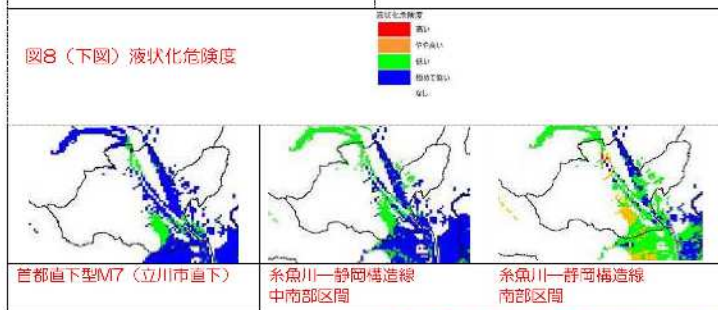 液状化危険度
高い
やや高い
低い
極めて低い
なし
図8(下図)液状化危険度
首都直下型M7(立川市直下)
糸魚川―静岡構造線
中南部区間
糸魚川―静岡構造線
南部区間